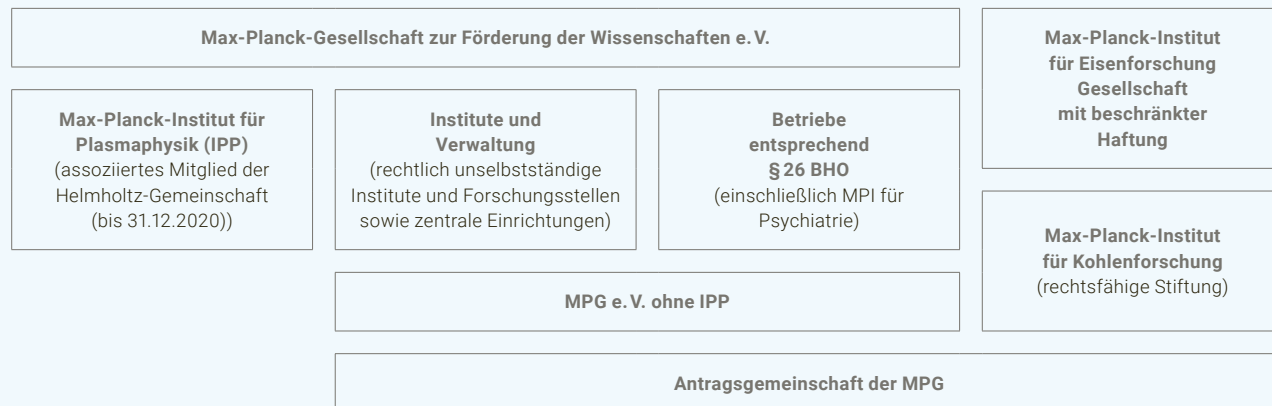 Max-Planck-Gesellschaft zur Förderung der Wissenschaften e. V.
Max-Planck-Institut für
Plasmaphysik (IPP)
(assoziiertes Mitglied der
Helmholtz-Gemeinschaft
(bis 31.12.2020))
Institute und
Verwaltung
(rechtlich unselbstständige
Institute und Forschungsstellen
sowie zentrale Einrichtungen)
Betriebe
entsprechend
§ 26 BHO
(einschließlich MPI für
Psychiatrie)
Max-Planck-Institut
für Eisenforschung
Gesellschaft
mit beschränkter
Haftung
Max-Planck-Institut
für Kohlenforschung
(rechtsfähige Stiftung)
MPG e. V. ohne IPP
Antragsgemeinschaft der MPG